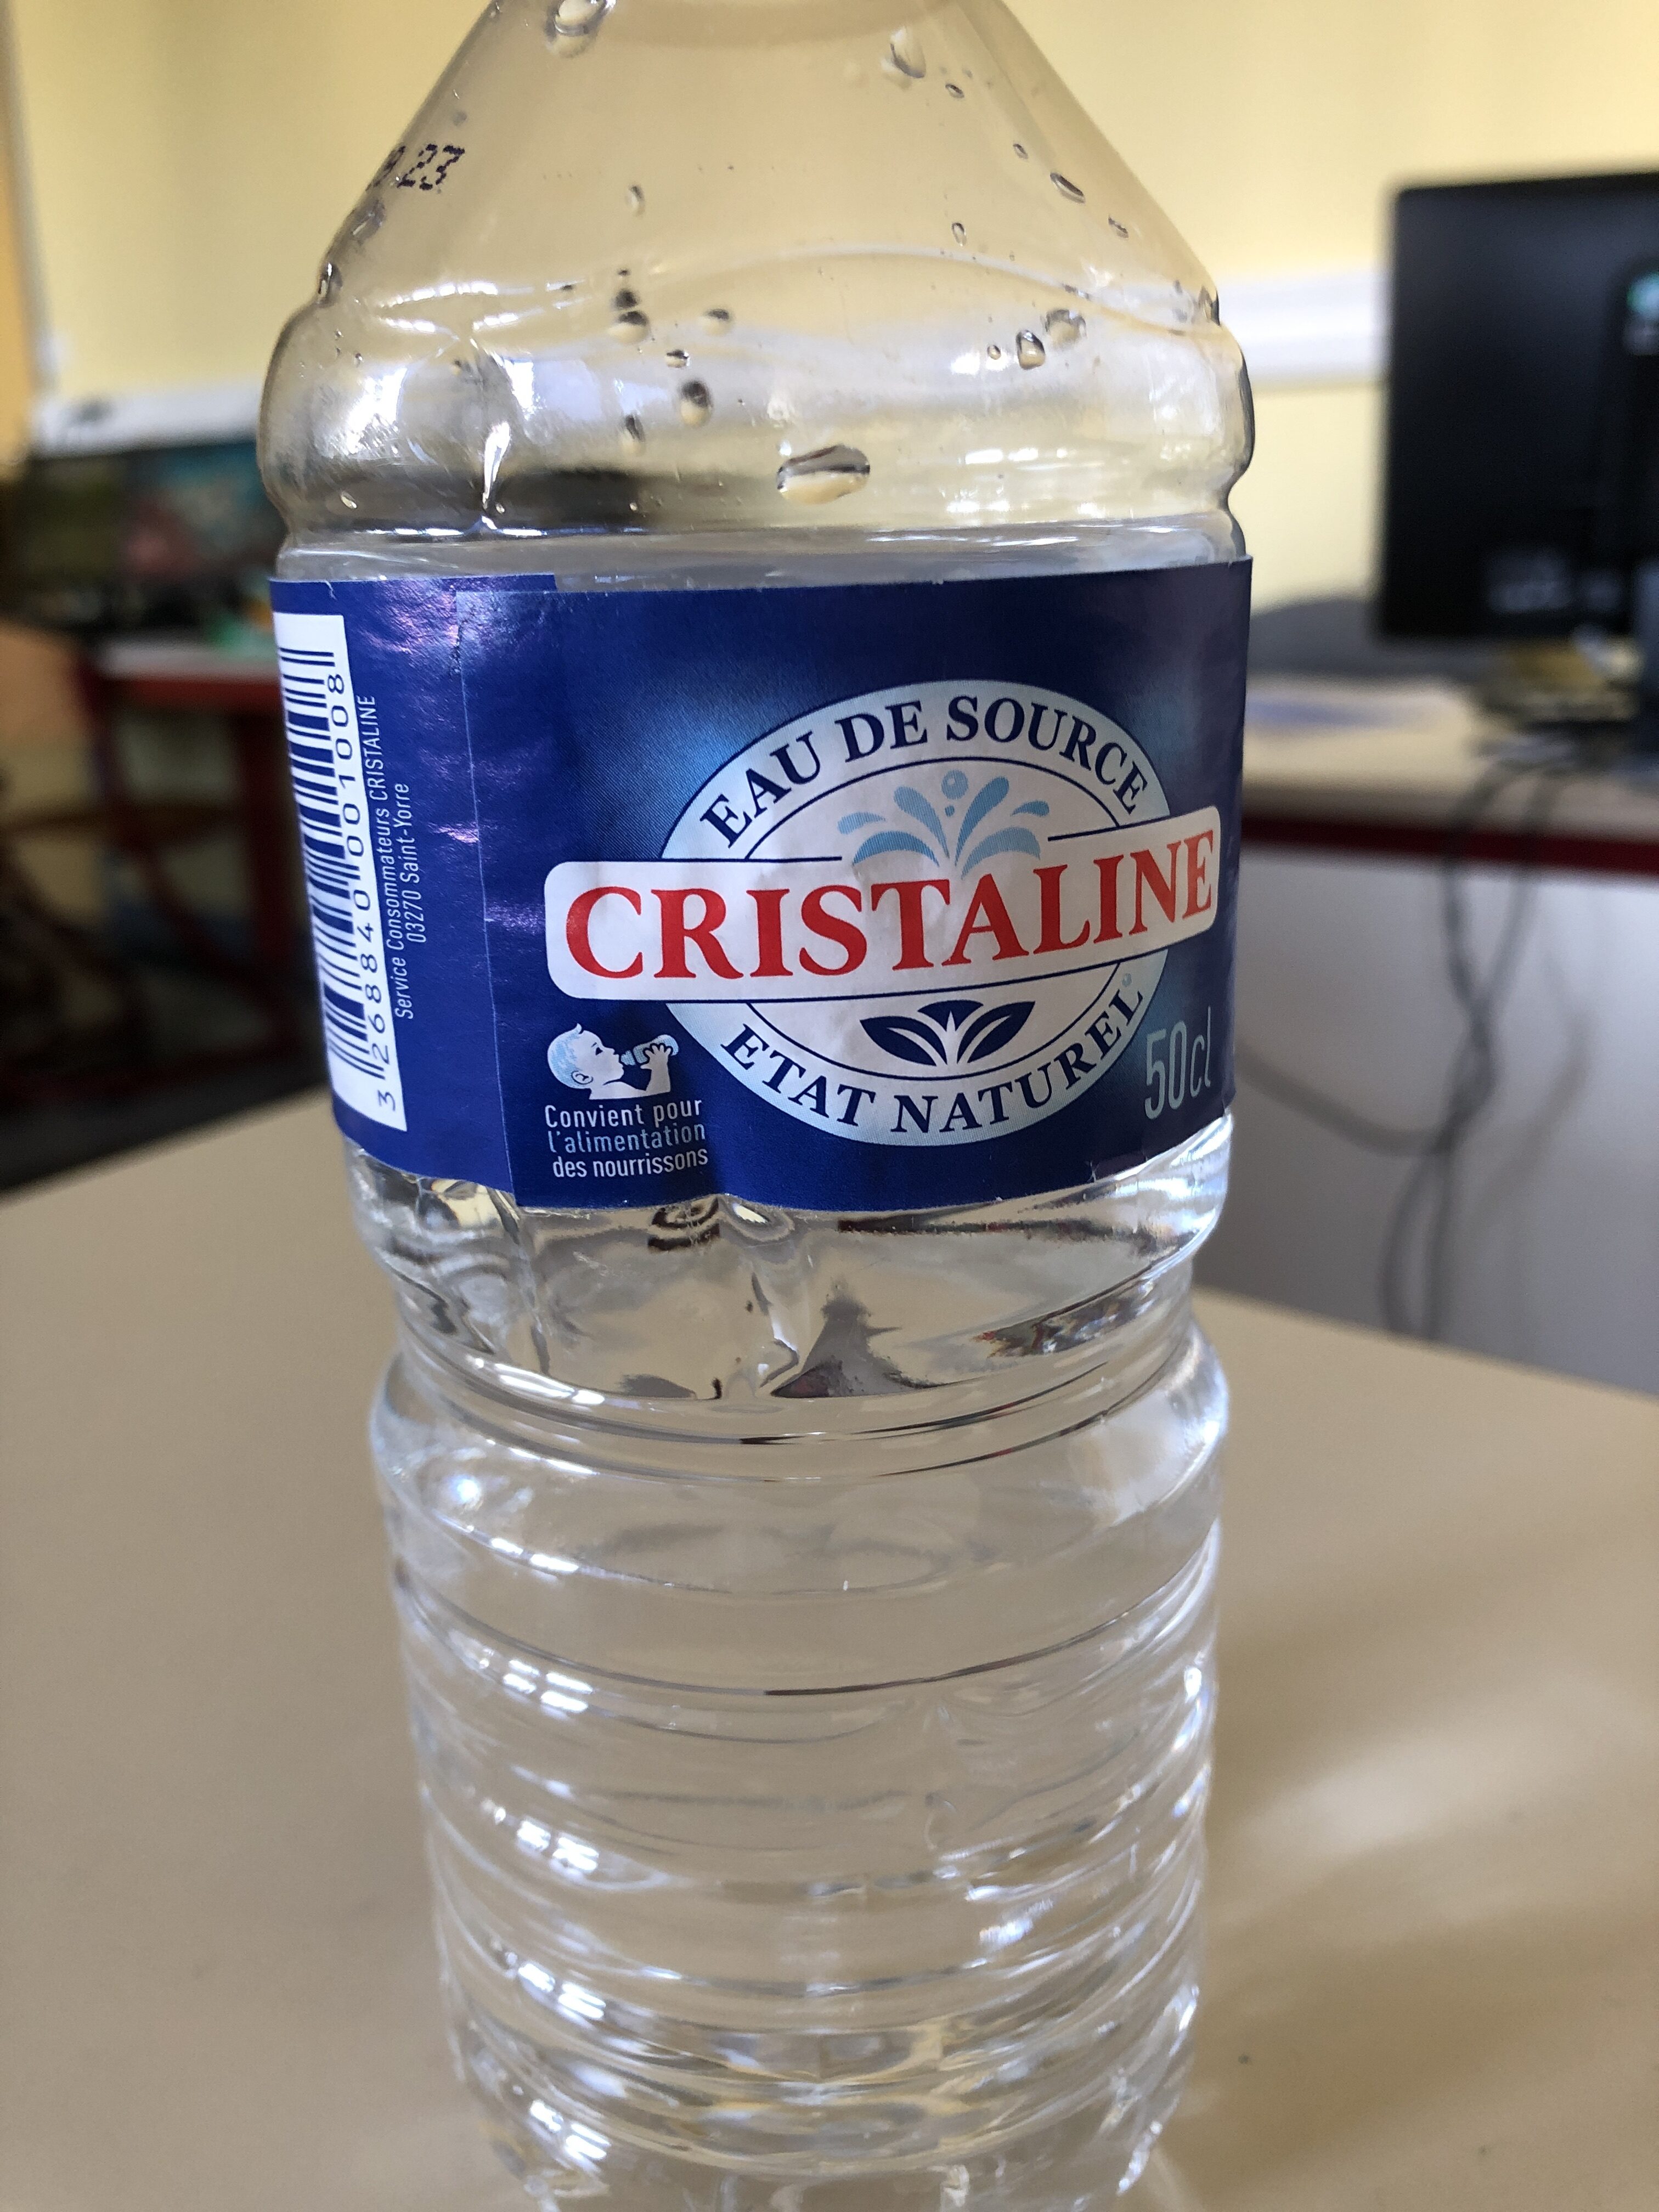 23
EAU DE SOURCE
CRISTALINE
ETAT NATUREL
50cl
Convient pour
l'alimentation
des nourrissons
3 268840 001008
Service Consommateurs CRISTALINE
03270 Saint-Yorre